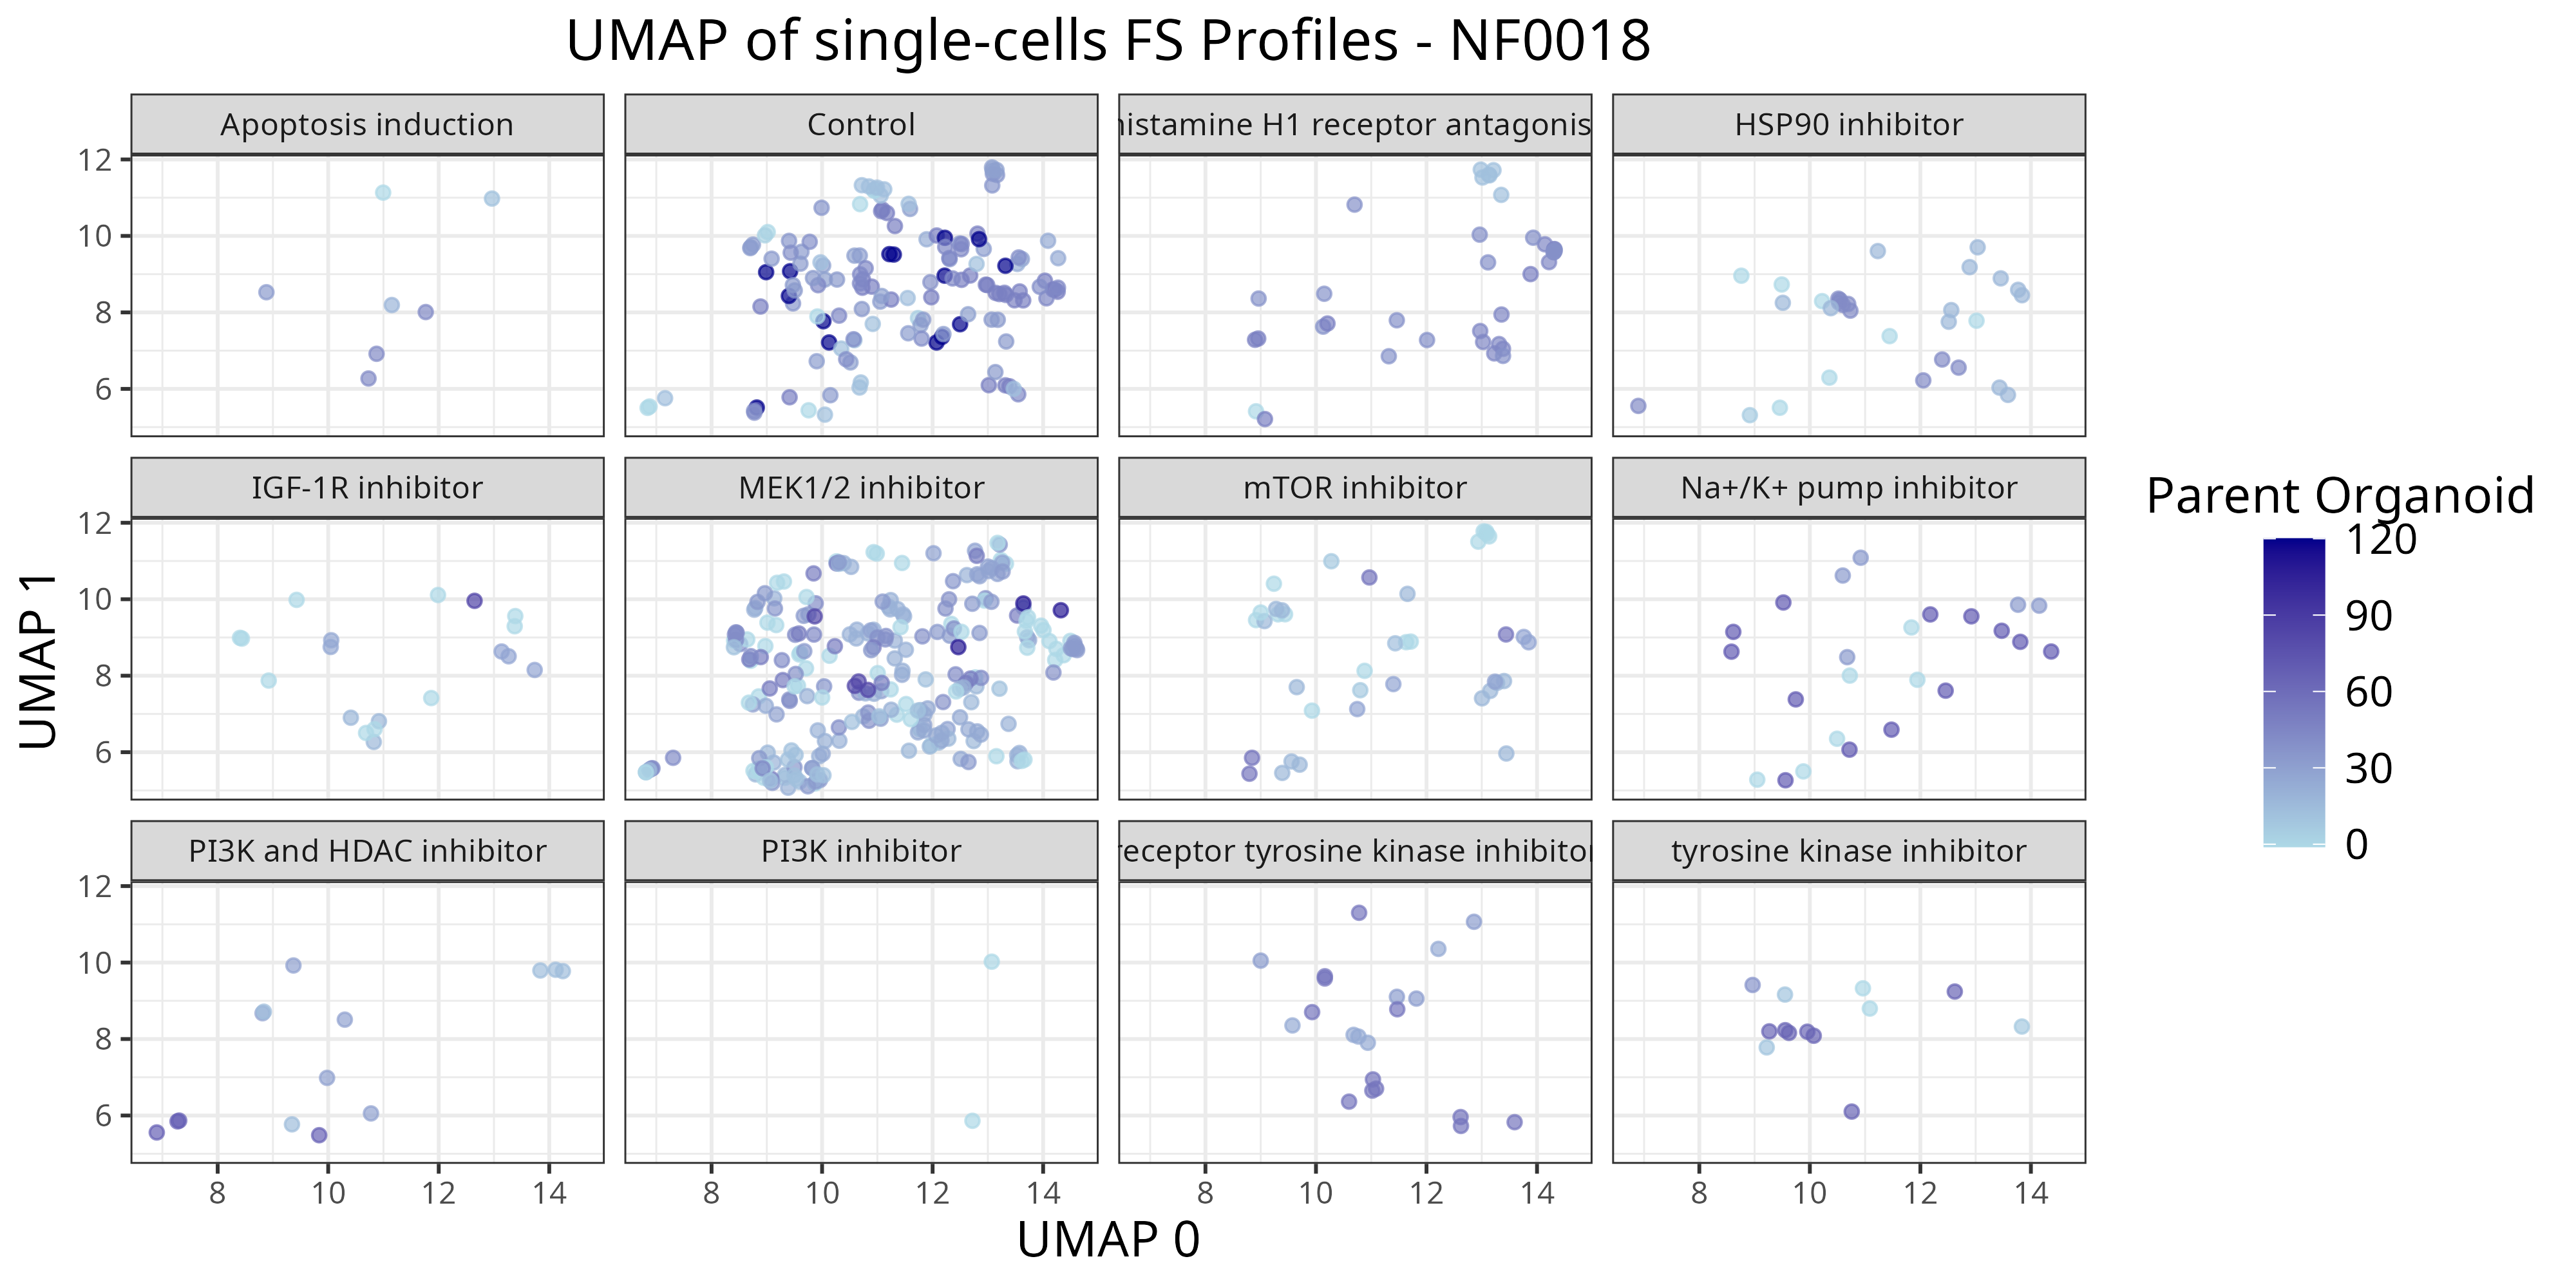 UMAP of single-cells FS Profiles - NF0018
Apoptosis induction
Control
histamine H1 receptor antagonis
HSP90 inhibitor
12
10
8
6
IGF-1R inhibitor
MEK1/2 inhibitor
mTOR inhibitor
Na+/K+ pump inhibitor
12
10
8
6
PI3K and HDAC inhibitor
PI3K inhibitor
receptor tyrosine kinase inhibitor
tyrosine kinase inhibitor
12
10
8
6
8 10 12 14
8 10 12 14
8 10 12 14
8 10 12 14
UMAP 0
UMAP 1
Parent Organoid
120
90
60
30
0